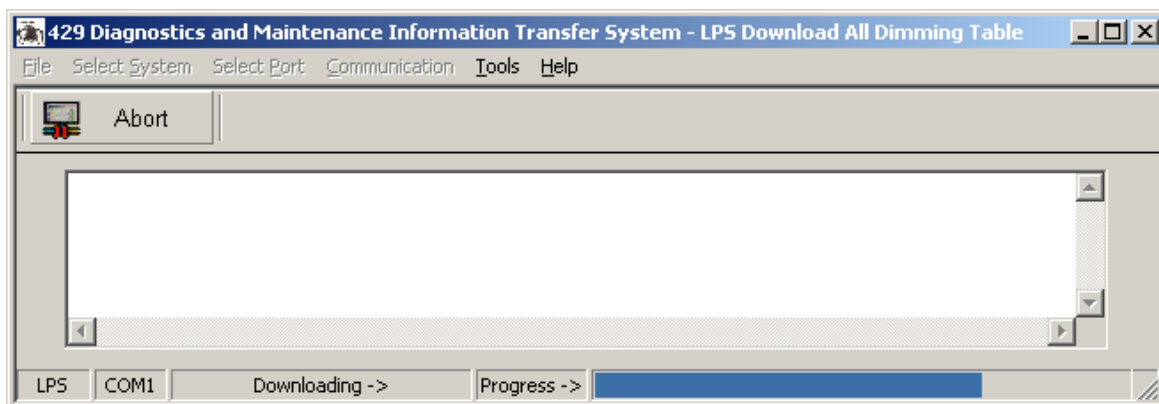 429 Diagnostics and Maintenance Information Transfer System - LPS Download All Dimming Table
File Select System Select Port Communication Tools Help
Abort
LPS COM1 Downloading -> Progress ->